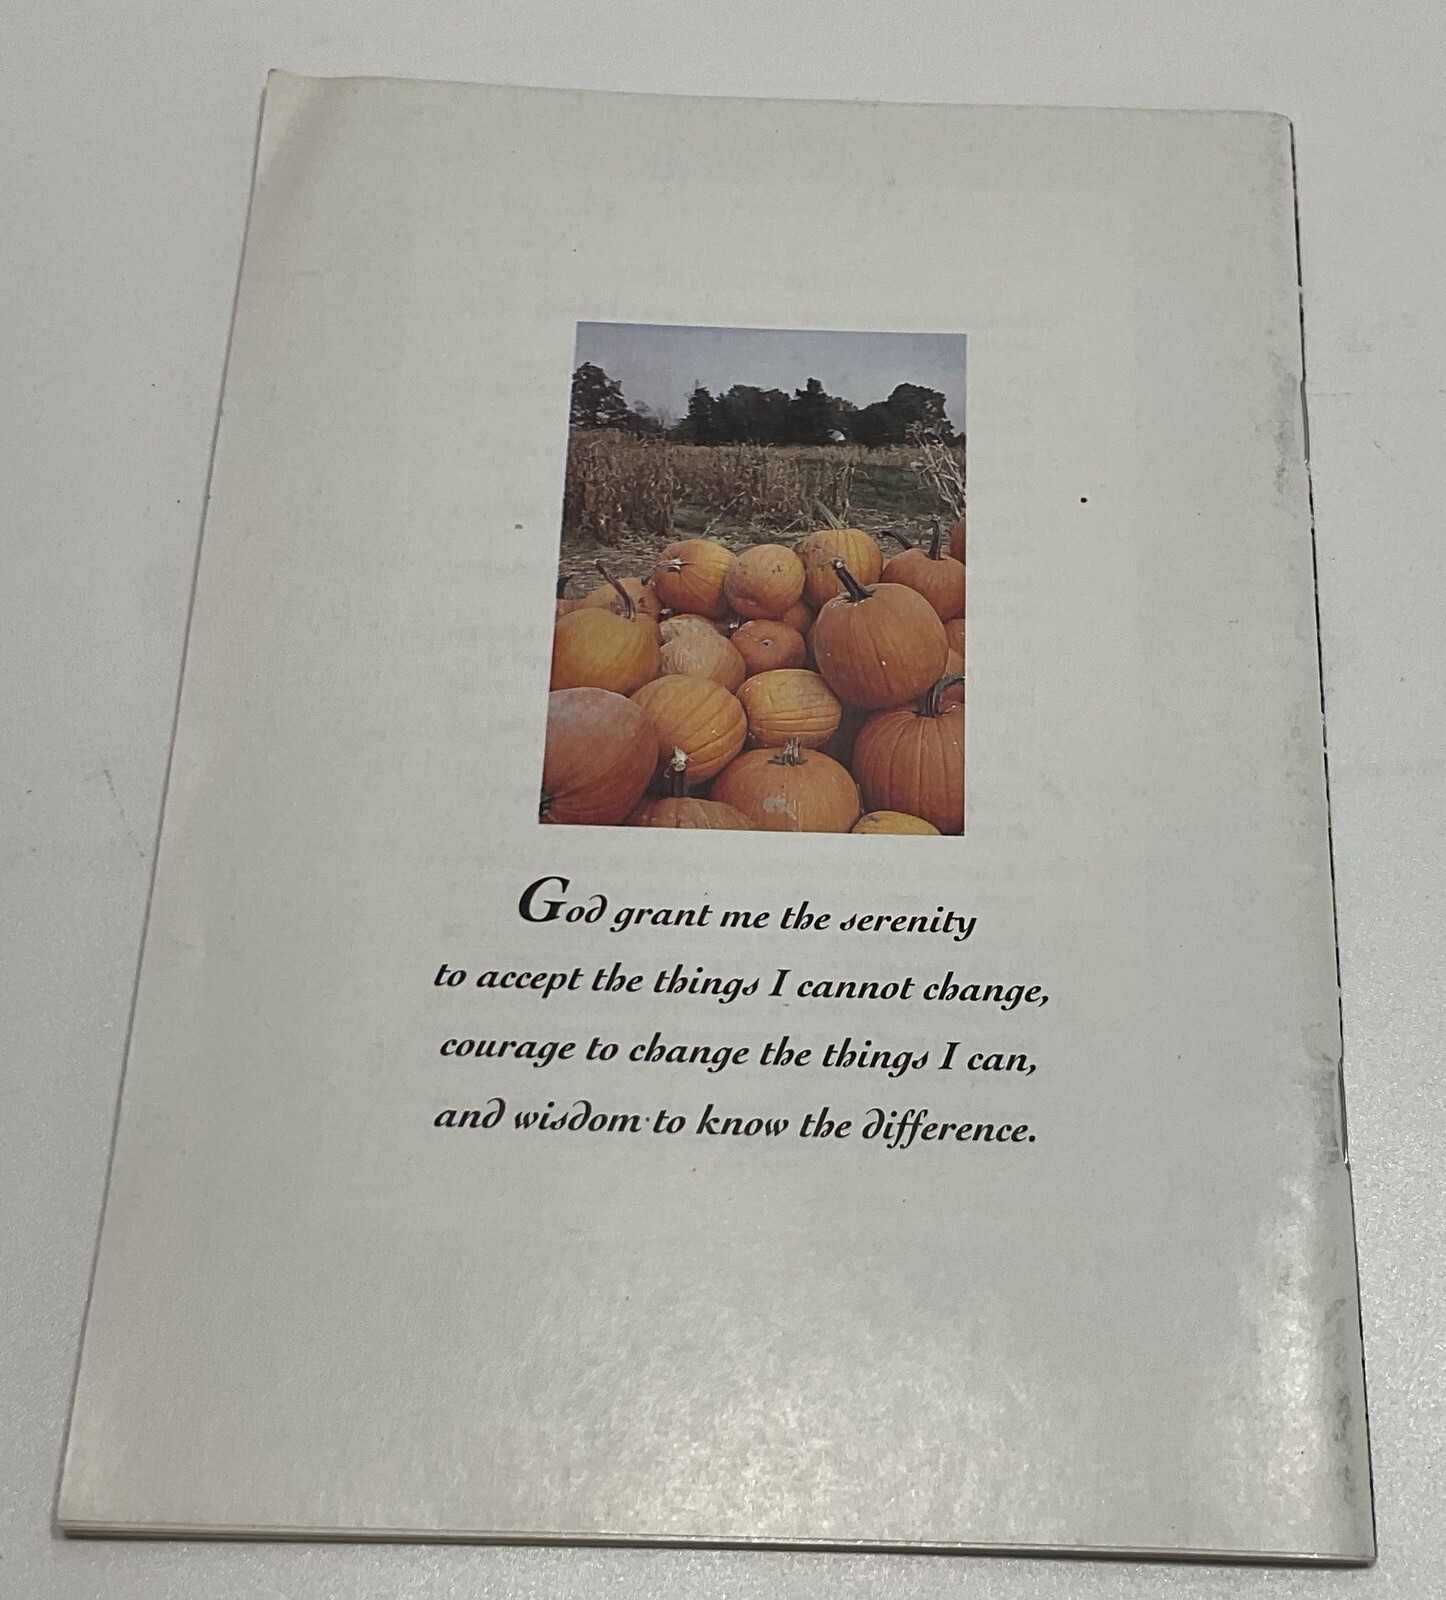 God grant me the serenity
to accept the things I cannot change,
courage to change the things I can,
and wisdom to know the difference.